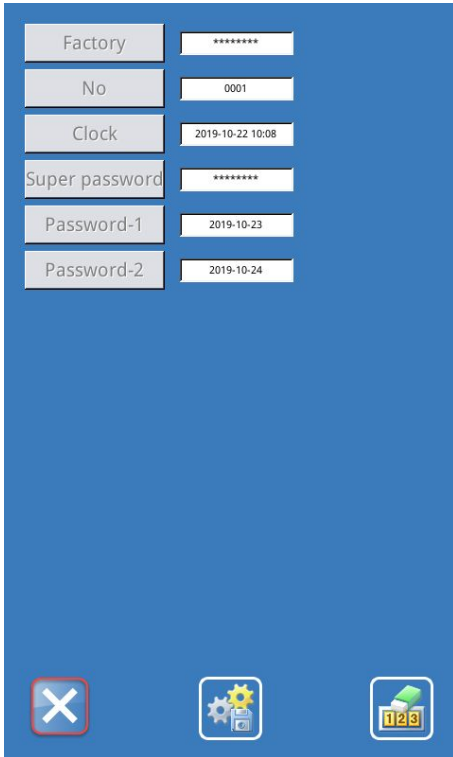 Factory ********
No 0001
Clock 2019-10-22 10:08
Super password ********
Password-1 2019-10-23
Password-2 2019-10-24
123